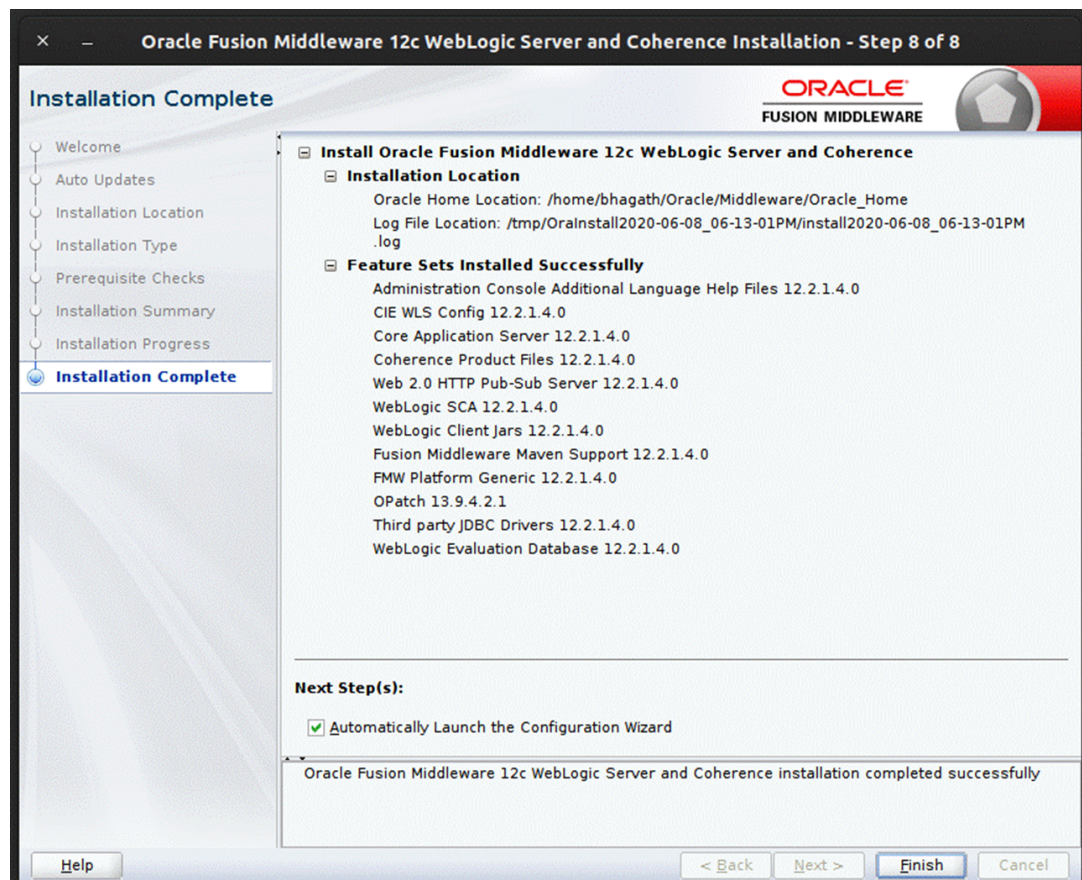 Oracle Fusion Middleware 12c WebLogic Server and Coherence Installation - Step 8 of 8
Installation Complete
ORACLE
FUSION MIDDLEWARE
Welcome
Auto Updates
Installation Location
Installation Type
Prerequisite Checks
Installation Summary
Installation Progress
Installation Complete
Install Oracle Fusion Middleware 12c WebLogic Server and Coherence
Installation Location
Oracle Home Location: /home/bhagath/Oracle/Middleware/Oracle_Home
Log File Location: /tmp/OraInstall2020-06-08_06-13-01PM/install2020-06-08_06-13-01PM
.log
Feature Sets Installed Successfully
Administration Console Additional Language Help Files 12.2.1.4.0
CIE WLS Config 12.2.1.4.0
Core Application Server 12.2.1.4.0
Coherence Product Files 12.2.1.4.0
Web 2.0 HTTP Pub-Sub Server 12.2.1.4.0
WebLogic SCA 12.2.1.4.0
WebLogic Client Jars 12.2.1.4.0
Fusion Middleware Maven Support 12.2.1.4.0
FMW Platform Generic 12.2.1.4.0
OPatch 13.9.4.2.1
Third party JDBC Drivers 12.2.1.4.0
WebLogic Evaluation Database 12.2.1.4.0
Next Step(s):
Automatically Launch the Configuration Wizard
Oracle Fusion Middleware 12c WebLogic Server and Coherence installation completed successfully
Help
< Back
Next >
Finish
Cancel